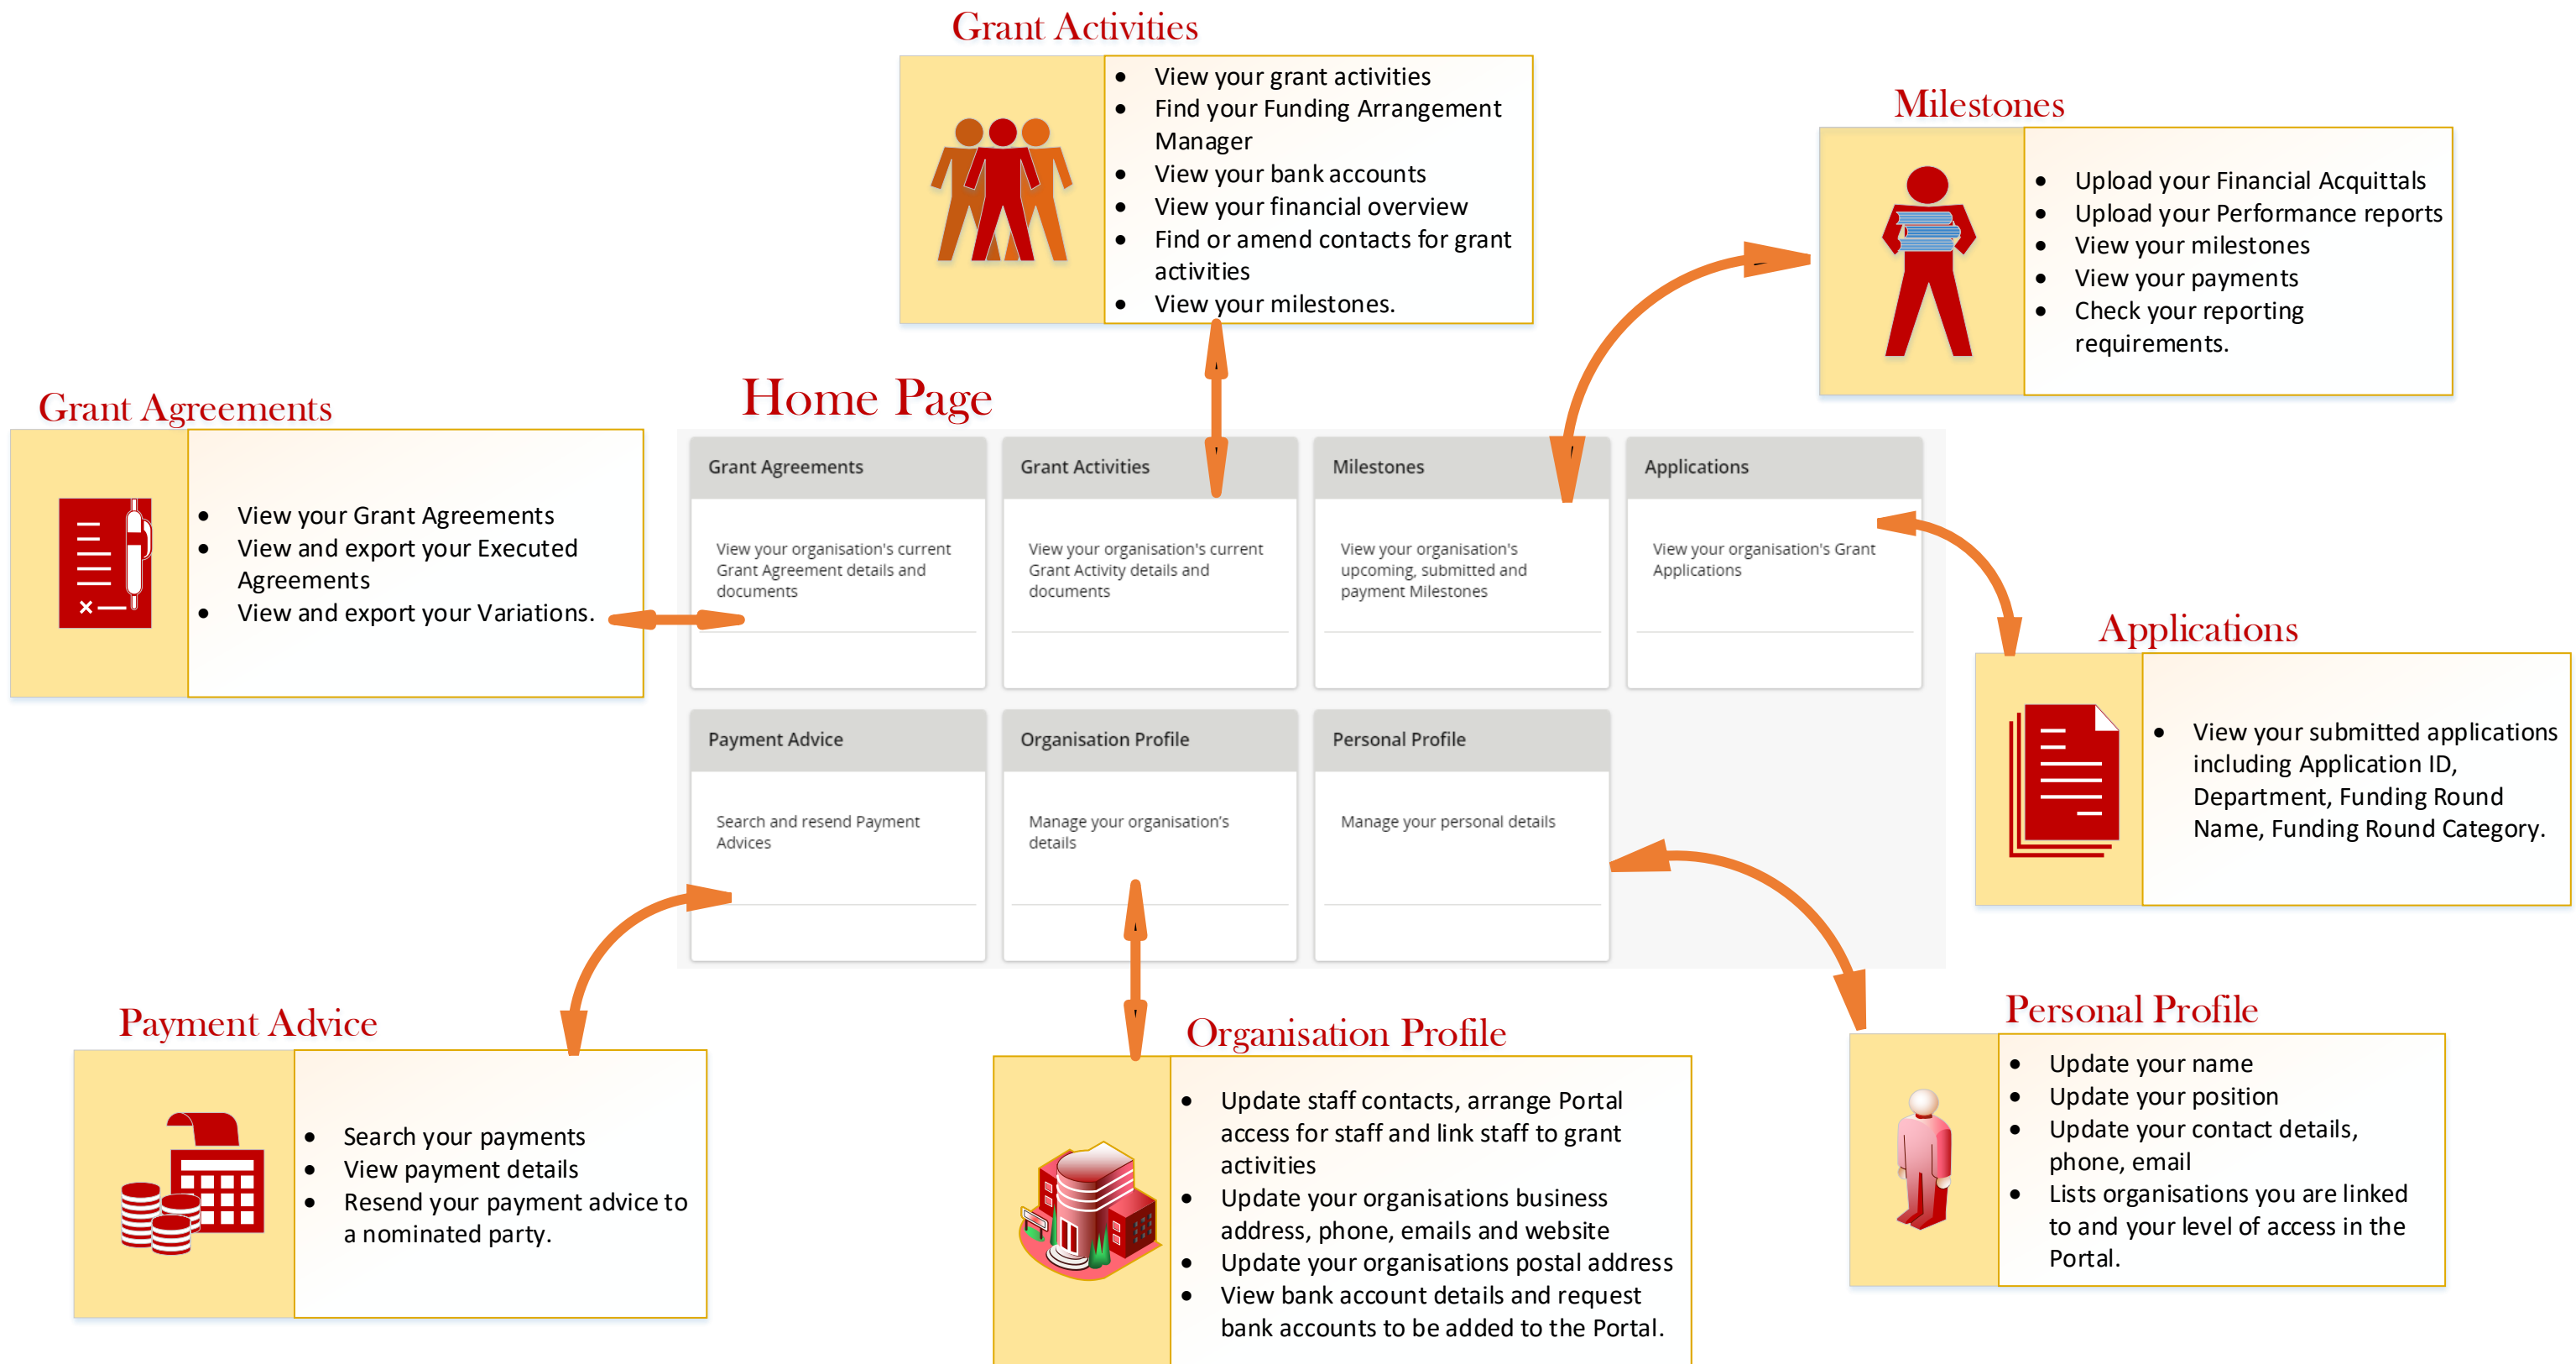 Grant Activities
• View your grant activities
• Find your Funding Arrangement
Manager
• View your bank accounts
• View your financial overview
• Find or amend contacts for grant
activities
• View your milestones.
Milestones
• Upload your Financial Acquittals
• Upload your Performance reports
• View your milestones
• View your payments
• Check your reporting
requirements.
Grant Agreements
• View your Grant Agreements
• View and export your Executed
Agreements
• View and export your Variations.
Home Page
Grant Agreements
View your organisation's current
Grant Agreement details and
documents
Grant Activities
View your organisation's current
Grant Activity details and
documents
Milestones
View your organisation's
upcoming, submitted and
payment Milestones
Applications
View your organisation's Grant
Applications
Payment Advice
Search and resend Payment
Advices
Organisation Profile
Manage your organisation's
details
Personal Profile
Manage your personal details
Applications
• View your submitted applications
including Application ID,
Department, Funding Round
Name, Funding Round Category.
Payment Advice
• Search your payments
• View payment details
• Resend your payment advice to
a nominated party.
Organisation Profile
• Update staff contacts, arrange Portal
access for staff and link staff to grant
activities
• Update your organisations business
address, phone, emails and website
• Update your organisations postal address
• View bank account details and request
bank accounts to be added to the Portal.
Personal Profile
• Update your name
• Update your position
• Update your contact details,
phone, email
• Lists organisations you are linked
to and your level of access in the
Portal.